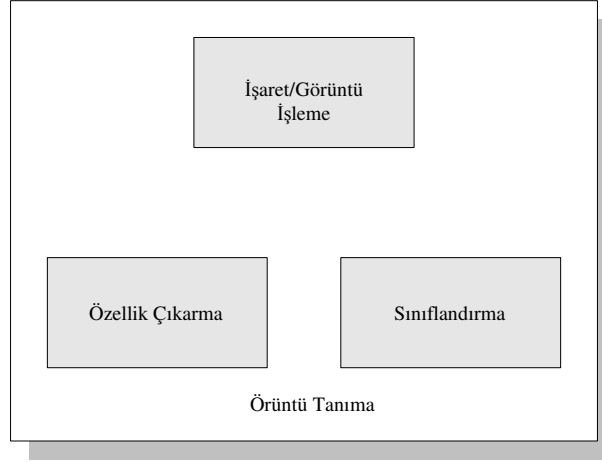 İşaret/Görüntü
İşleme
Özellik Çıkarma
Sınıflandırma
Örüntü Tanıma